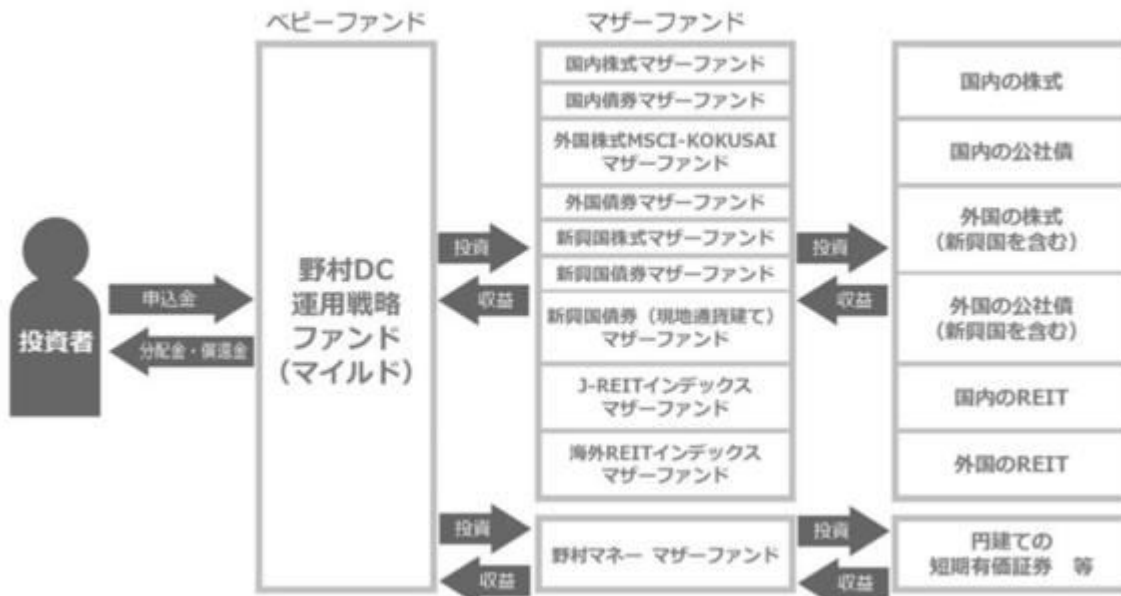 ベビーファンド
マザーファンド
投資者
申込金
分配金・償還金
野村DC
運用戦略
ファンド
（マイルド）
投資
収益
国内株式マザーファンド
国内債券マザーファンド
外国株式MSCI-KOKUSAI
マザーファンド
外国債券マザーファンド
新興国株式マザーファンド
新興国債券マザーファンド
新興国債券（現地通貨建て）
マザーファンド
J-REITインデックス
マザーファンド
海外REITインデックス
マザーファンド
投資
収益
国内の株式
国内の公社債
外国の株式
（新興国を含む）
外国の公社債
（新興国を含む）
国内のREIT
外国のREIT
投資
収益
野村マネー マザーファンド
投資
収益
円建ての
短期有価証券　等